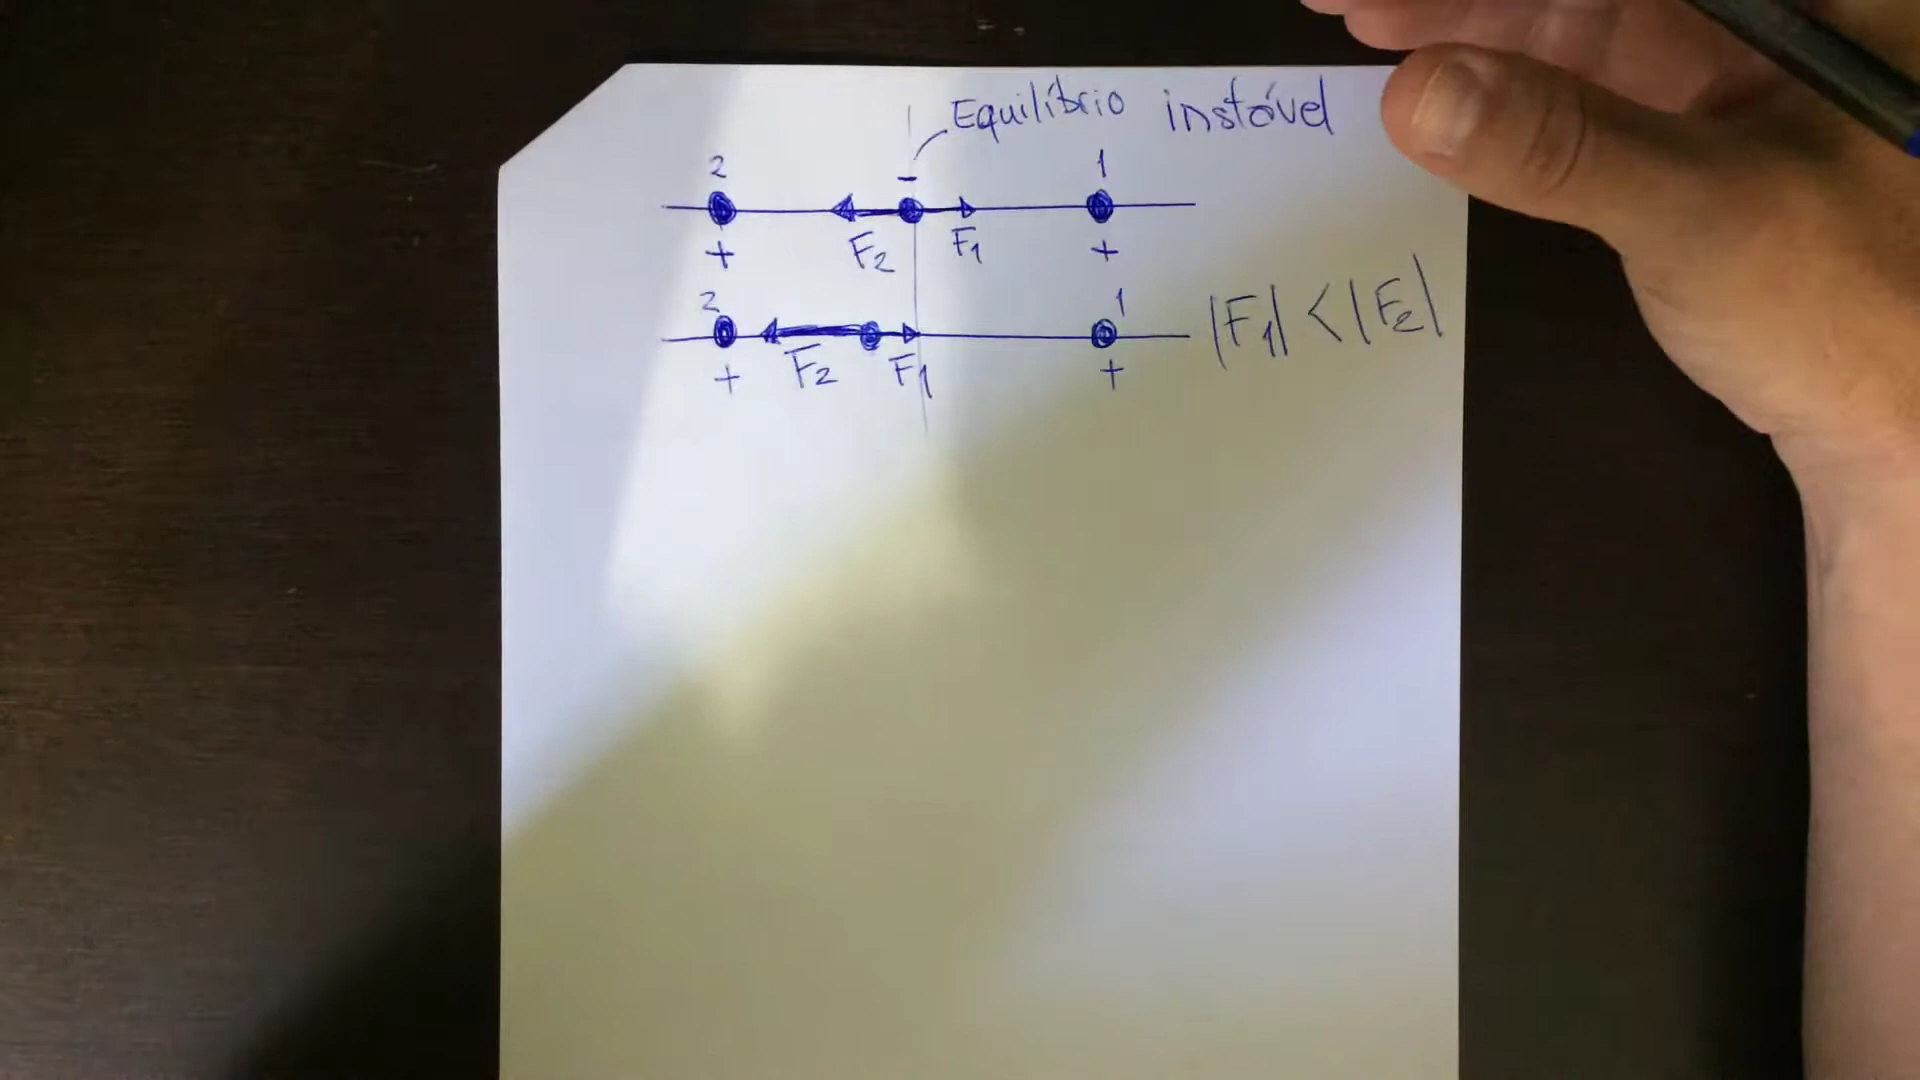 Equilíbrio instável
2 - 1
F2 F1
+ +
2 1
|F1| < |F2|
F2 F1
+ +